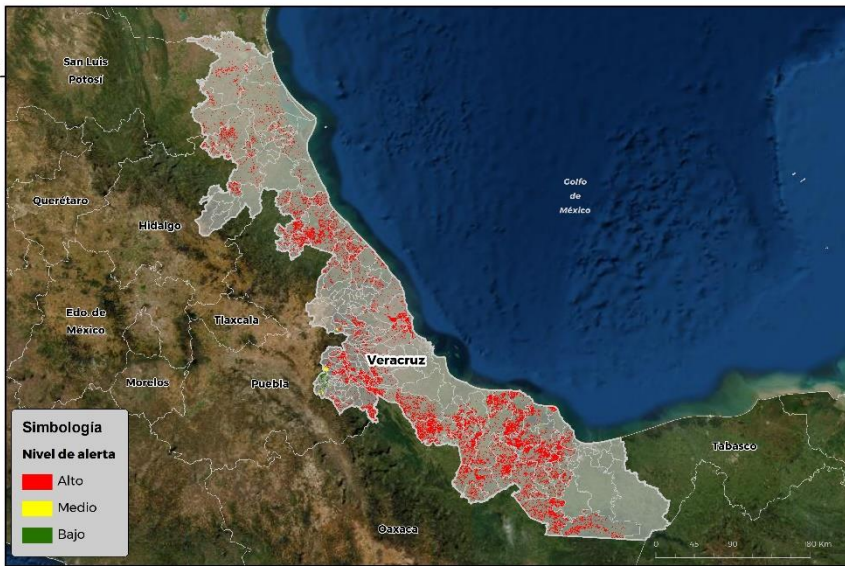 San Luis
Potosí
Querétaro
Hidalgo
Golfo
de
México
Edo. de
México
Tlaxcala
Morelos
Puebla
Veracruz
Tabasco
Oaxaca
Simbología
Nivel de alerta
Alto
Medio
Bajo
0 45 90 180 Km